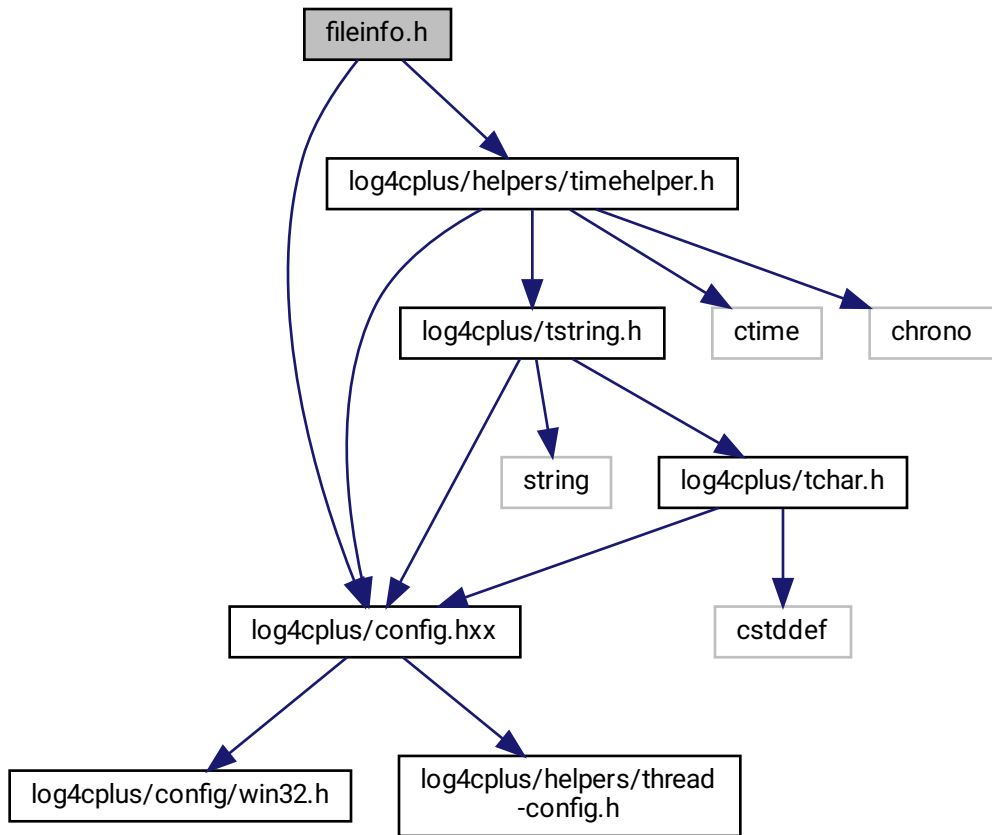 fileinfo.h
log4cplus/helpers/timehelper.h
log4cplus/tstring.h
ctime
chrono
string
log4cplus/tchar.h
log4cplus/config.hxx
cstddef
log4cplus/config/win32.h
log4cplus/helpers/thread
-config.h